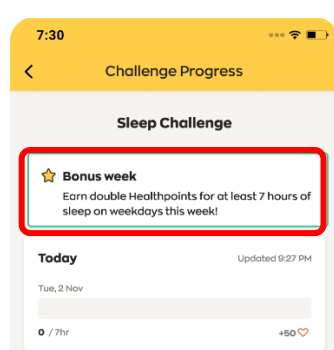 7:30
Challenge Progress
Sleep Challenge
Bonus week
Earn double Healthpoints for at least 7 hours of
sleep on weekdays this week!
Today
Updated 9:27 PM
Tue, 2 Nov
0 / 7hr
+50